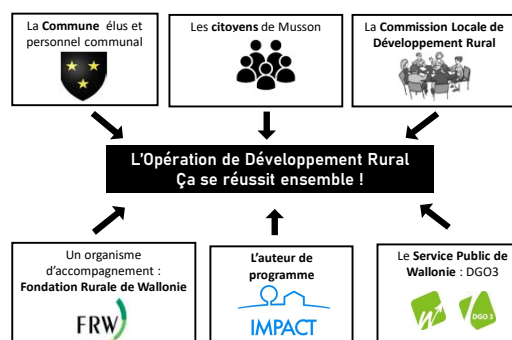 La Commune élus et
personnel communal
Les citoyens de Musson
La Commission Locale de
Développement Rural
L'Opération de Développement Rural
Ça se réussit ensemble !
Un organisme
d'accompagnement :
Fondation Rurale de Wallonie
FRW
L'auteur de
programme
IMPACT
Le Service Public de
Wallonie : DGO3
W
DGO 3